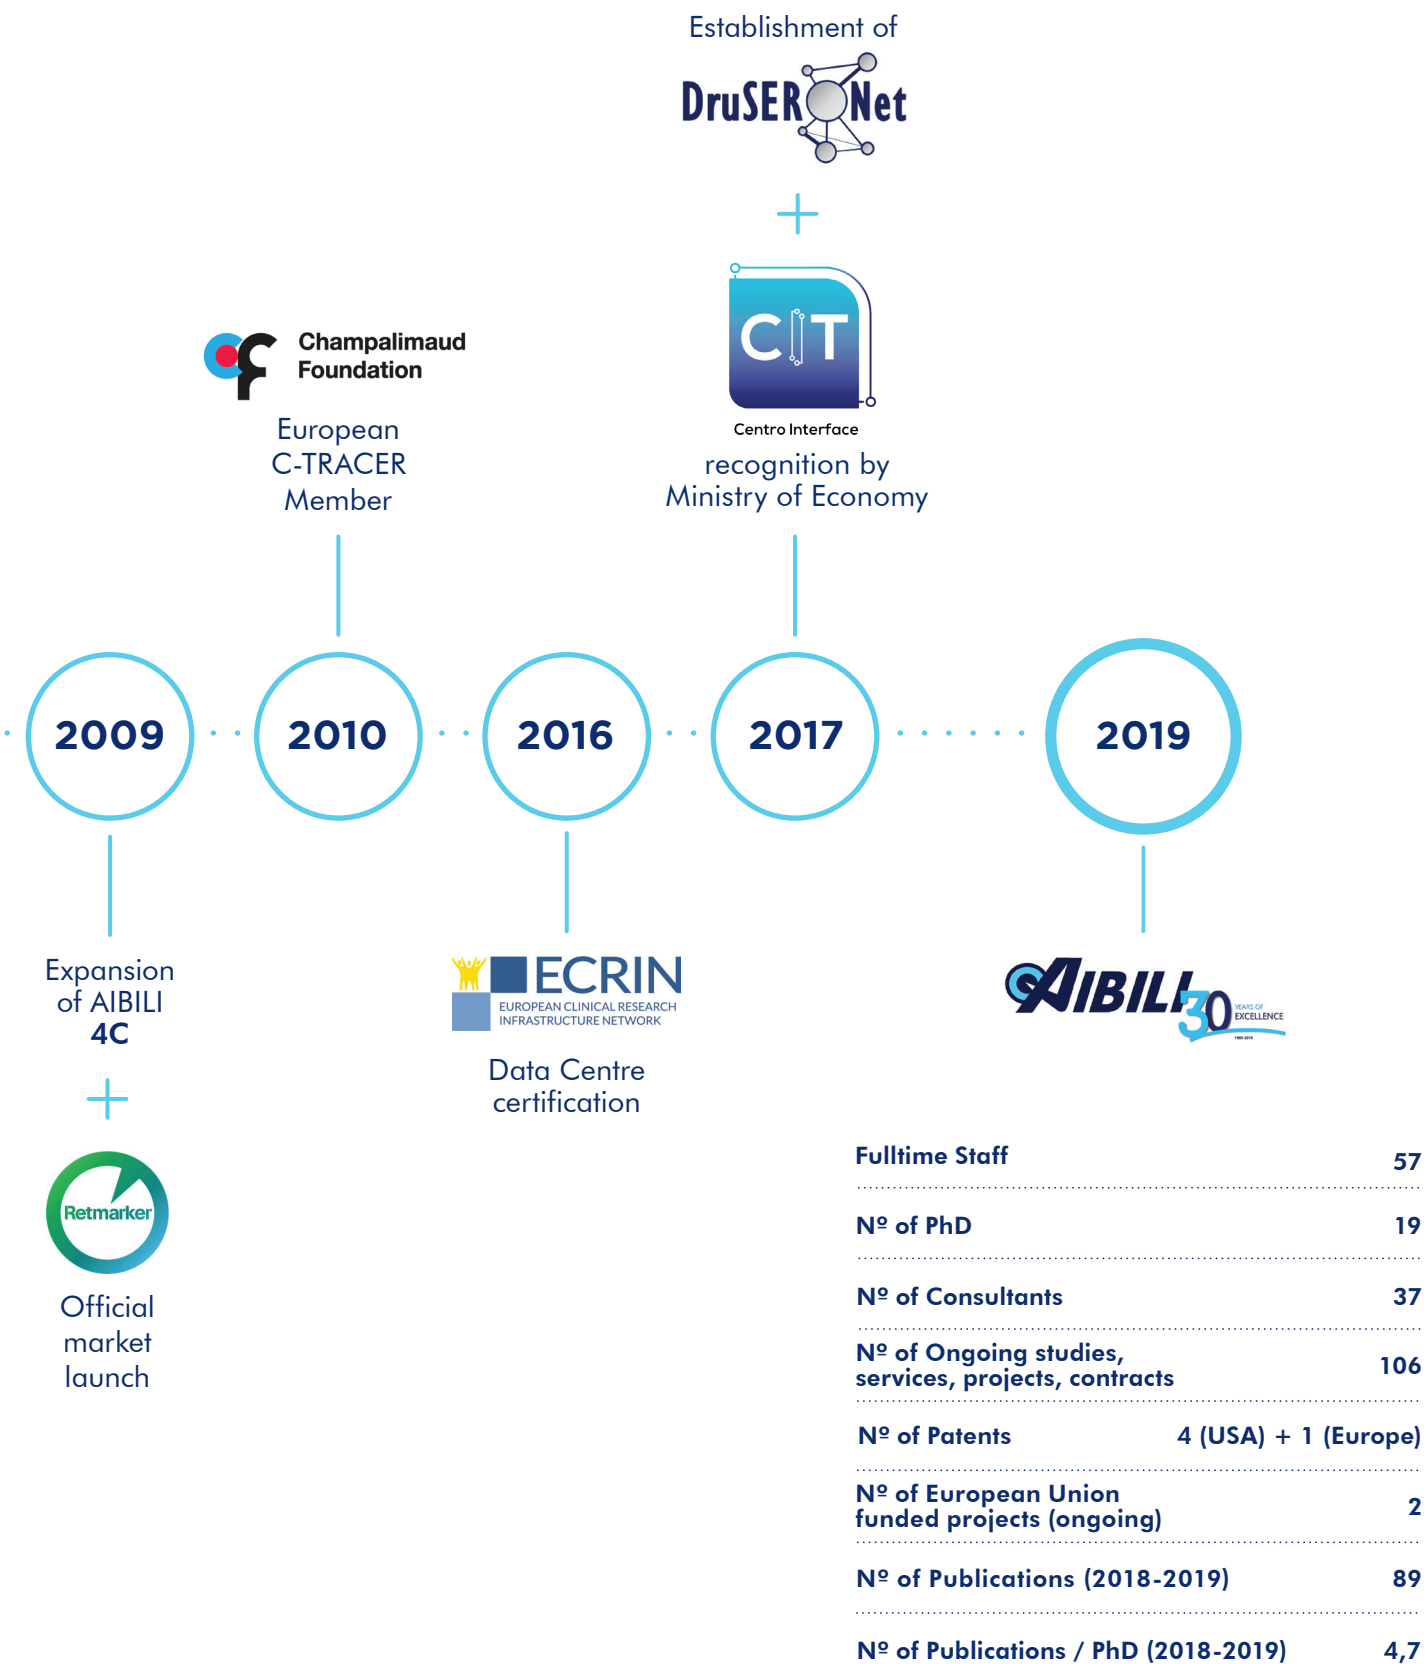 Establishment of
DruSER Net
CIT
Centro Interface
recognition by
Ministry of Economy
Champalimaud
Foundation
European
C-TRACER
Member
2009
2010
2016
2017
2019
Expansion
of AIBILI
4C
Retmarker
Official
market
launch
ECRIN
EUROPEAN CLINICAL RESEARCH
INFRASTRUCTURE NETWORK
Data Centre
certification
AIBILI
30 YEARS OF
EXCELLENCE
1989-2019
Fulltime Staff 57
Nº of PhD 19
Nº of Consultants 37
Nº of Ongoing studies,
services, projects, contracts 106
Nº of Patents 4 (USA) + 1 (Europe)
Nº of European Union
funded projects (ongoing) 2
Nº of Publications (2018-2019) 89
Nº of Publications / PhD (2018-2019) 4,7